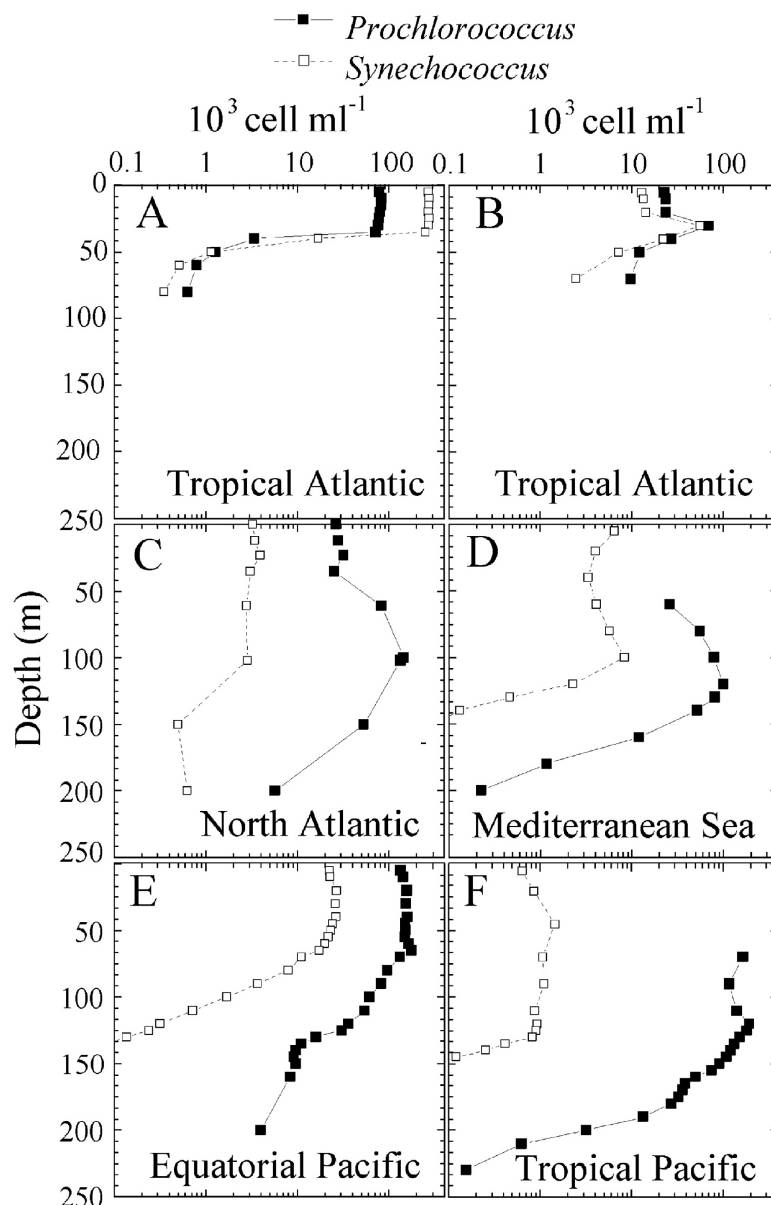 Prochlorococcus
Synechococcus
10³ cell ml⁻¹ 10³ cell ml⁻¹
0.1 1 10 100 0.1 1 10 100
0
A B
50
100
150
200
Tropical Atlantic Tropical Atlantic
250
C D
50
100
Depth (m)
150
200
North Atlantic Mediterranean Sea
250
E F
50
100
150
200
Equatorial Pacific Tropical Pacific
250